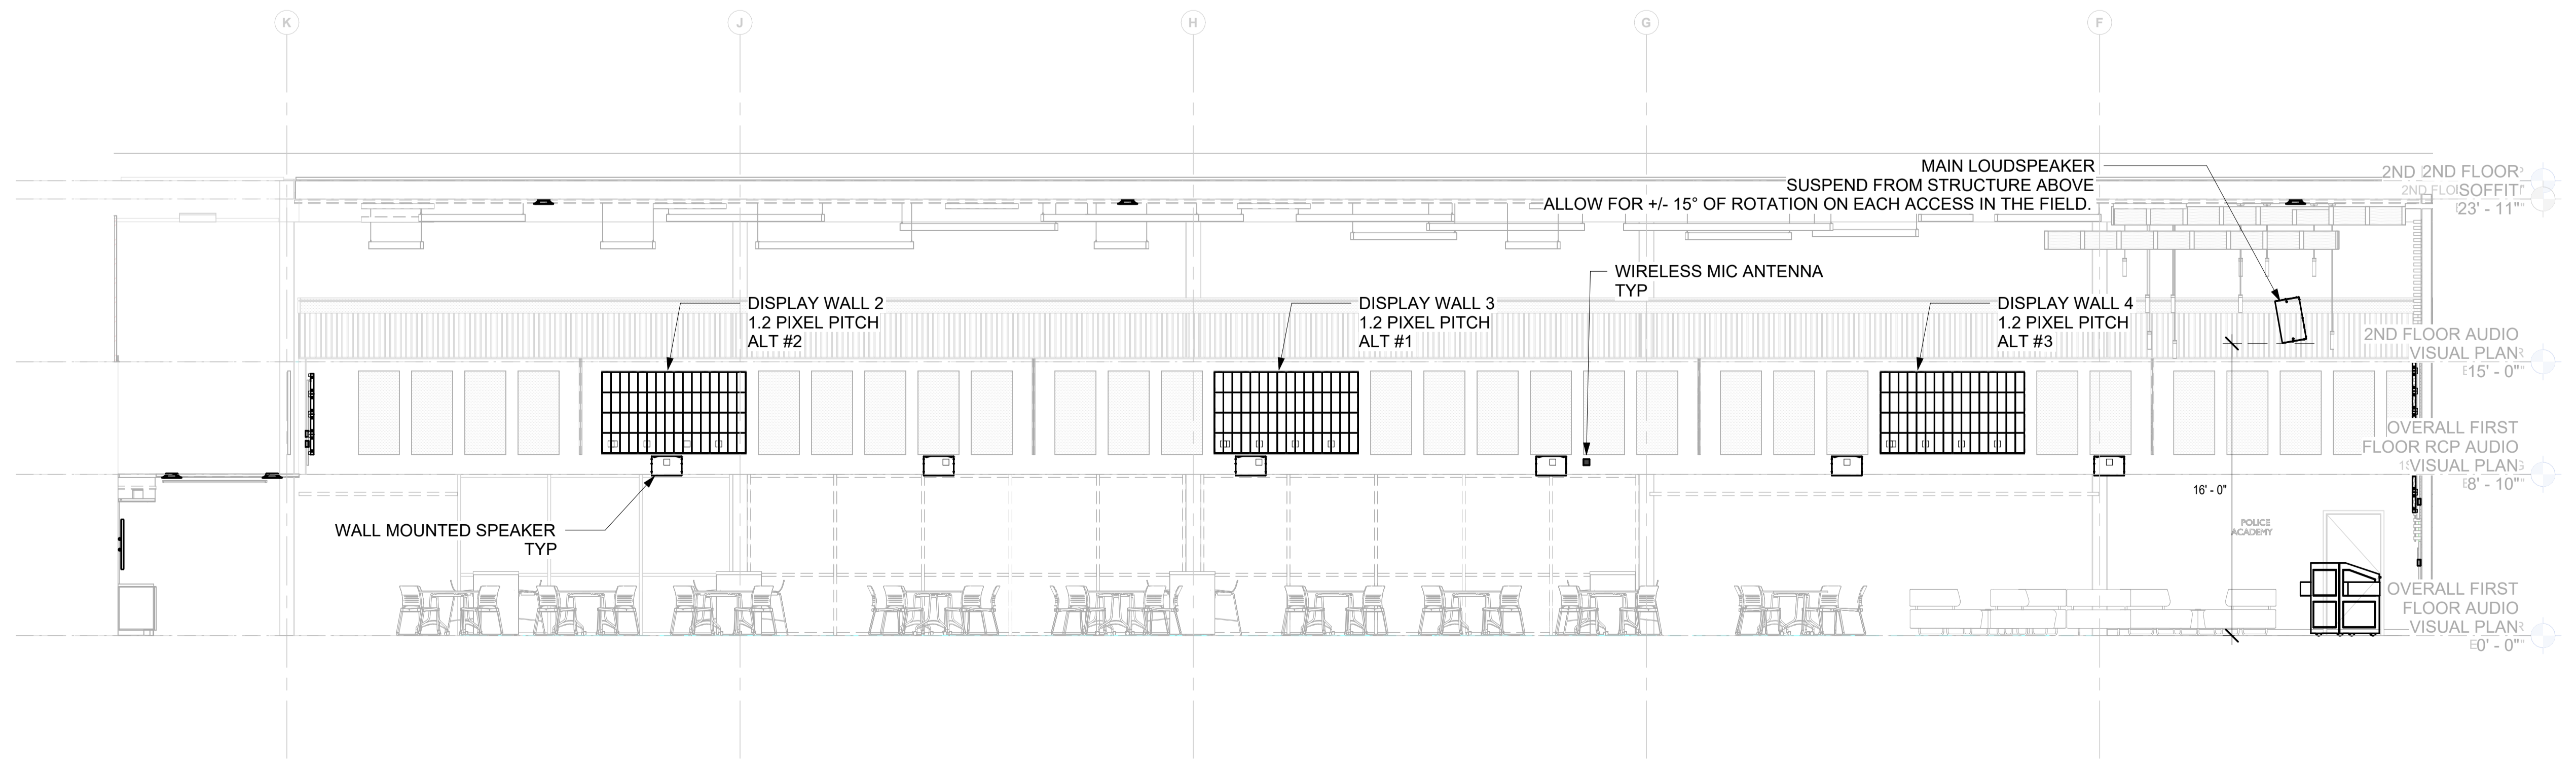 K
J
H
G
F
MAIN LOUDSPEAKER
SUSPEND FROM STRUCTURE ABOVE
ALLOW FOR +/- 15° OF ROTATION ON EACH ACCESS IN THE FIELD.
2ND FLOOR
SOFFIT
23' - 11"
WIRELESS MIC ANTENNA
TYP
DISPLAY WALL 2
1.2 PIXEL PITCH
ALT #2
DISPLAY WALL 3
1.2 PIXEL PITCH
ALT #1
DISPLAY WALL 4
1.2 PIXEL PITCH
ALT #3
2ND FLOOR AUDIO
VISUAL PLAN
15' - 0"
OVERALL FIRST
FLOOR RCP AUDIO
VISUAL PLAN
8' - 10"
16' - 0"
WALL MOUNTED SPEAKER
TYP
POLICE
ACADEMY
OVERALL FIRST
FLOOR AUDIO
VISUAL PLAN
0' - 0"